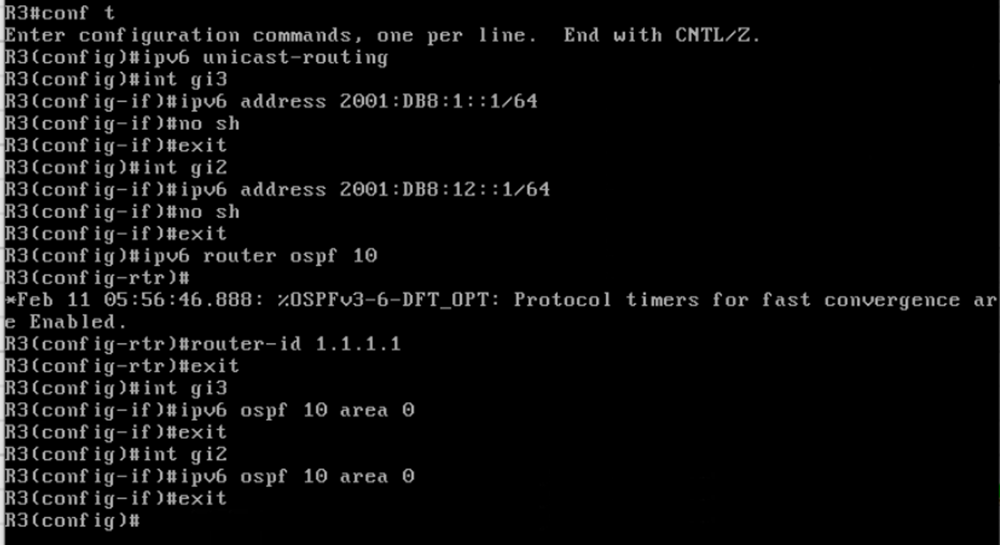 R3#conf t
Enter configuration commands, one per line.  End with CNTL/Z.
R3(config)#ipv6 unicast-routing
R3(config)#int gi3
R3(config-if)#ipv6 address 2001:DB8:1::1/64
R3(config-if)#no sh
R3(config-if)#exit
R3(config)#int gi2
R3(config-if)#ipv6 address 2001:DB8:12::1/64
R3(config-if)#no sh
R3(config-if)#exit
R3(config)#ipv6 router ospf 10
R3(config-rtr)#
*Feb 11 05:56:46.888: %OSPFv3-6-DFT_OPT: Protocol timers for fast convergence ar
e Enabled.
R3(config-rtr)#router-id 1.1.1.1
R3(config-rtr)#exit
R3(config)#int gi3
R3(config-if)#ipv6 ospf 10 area 0
R3(config-if)#exit
R3(config)#int gi2
R3(config-if)#ipv6 ospf 10 area 0
R3(config-if)#exit
R3(config)#